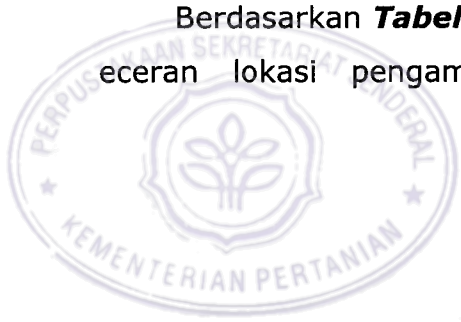 Berdasarkan Tabel
eceran lokasi pengam
PERPUSTAKAAN SEKRETARIAT JENDERAL
KEMENTERIAN PERTANIAN